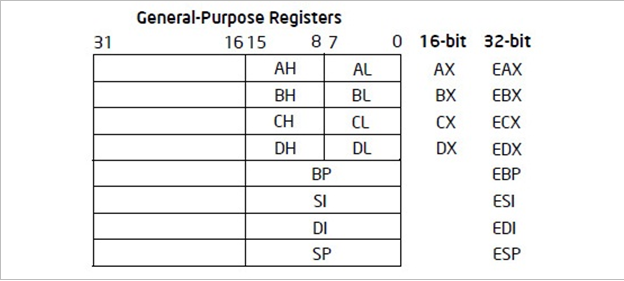 General-Purpose Registers
31 16 15 8 7 0 16-bit 32-bit
AH AL AX EAX
BH BL BX EBX
CH CL CX ECX
DH DL DX EDX
BP EBP
SI ESI
DI EDI
SP ESP